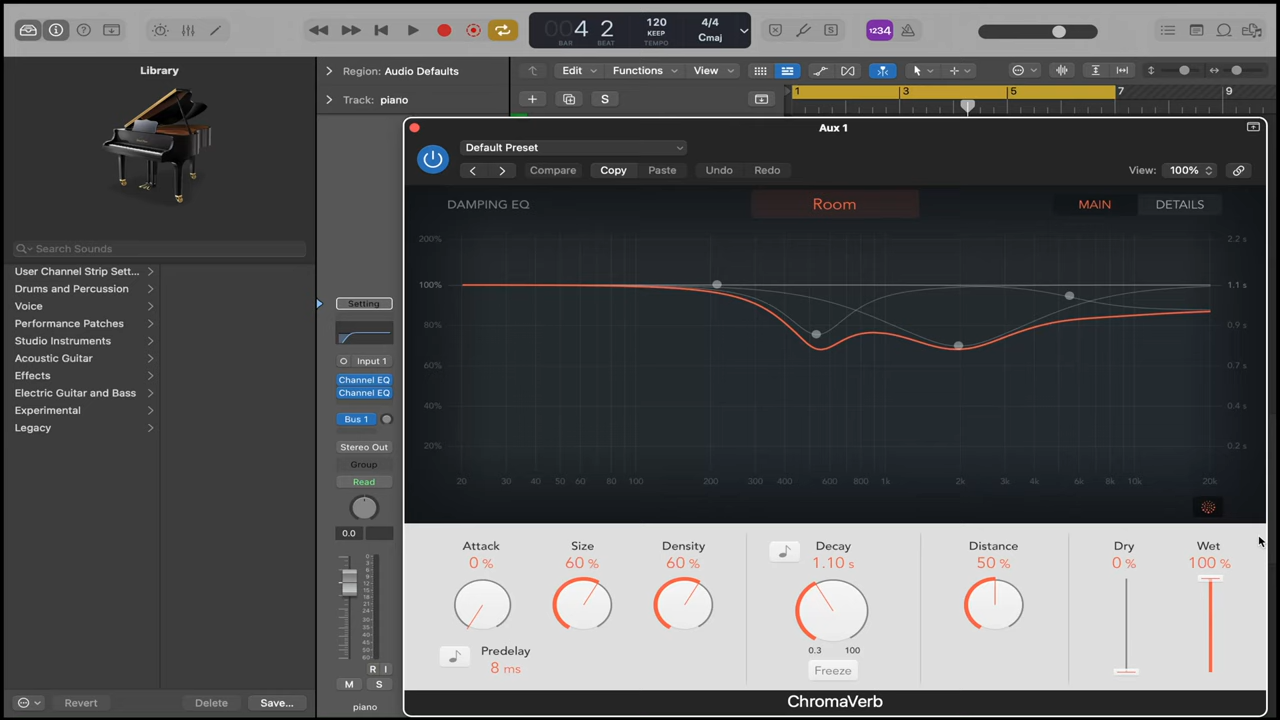 1234
00 4 2
BAR BEAT
120
KEEP
TEMPO
4/4
Cmaj
Library
Region: Audio Defaults
Edit
Functions
View
Track: piano
S
1 3 5 7 9
Search Sounds
User Channel Strip Sett...
Drums and Percussion
Voice
Performance Patches
Studio Instruments
Acoustic Guitar
Effects
Electric Guitar and Bass
Experimental
Legacy
Revert
Delete
Save...
Setting
Input 1
Channel EQ
Channel EQ
Bus 1
Stereo Out
Group
Read
0.0
R I
M S
piano
Aux 1
Default Preset
Compare
Copy
Paste
Undo
Redo
View: 100%
DAMPING EQ
Room
MAIN
DETAILS
200% 2.2 s
100% 1.1 s
80% 0.9 s
60% 0.7 s
40% 0.4 s
20% 0.2 s
20 30 40 50 60 80 100 200 300 400 600 800 1k 2k 3k 4k 6k 8k 10k 20k
Attack
0 %
Size
60 %
Density
60 %
Decay
1.10 s
Distance
50 %
Dry
0 %
Wet
100 %
Predelay
8 ms
0.3 100
Freeze
ChromaVerb